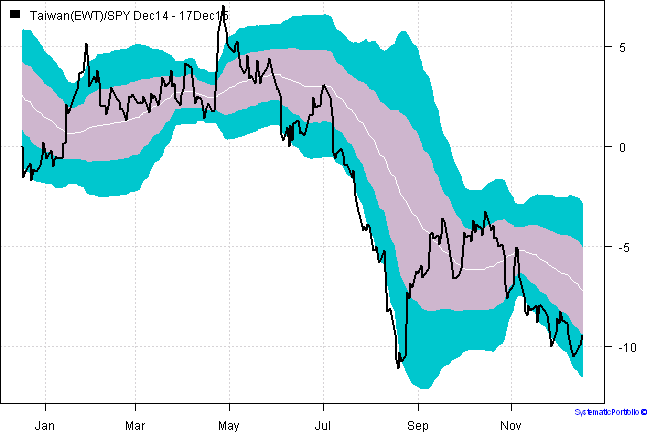 Taiwan(EWT)/SPY Dec14 - 17Dec15
5
0
-5
-10
Jan Mar May Jul Sep Nov
SystematicPortfolio ©